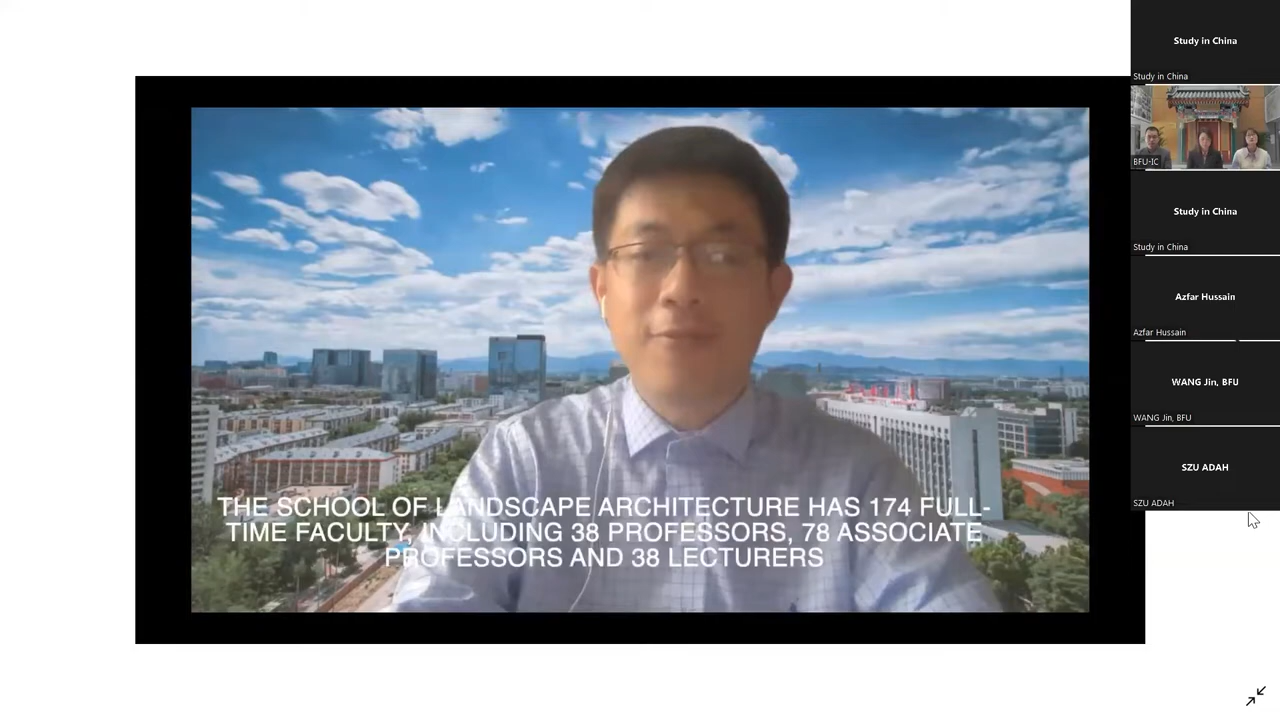 THE SCHOOL OF LANDSCAPE ARCHITECTURE HAS 174 FULL-
TIME FACULTY, INCLUDING 38 PROFESSORS, 78 ASSOCIATE
PROFESSORS AND 38 LECTURERS
Study in China
Study in China
BFU-IC
Study in China
Study in China
Azfar Hussain
Azfar Hussain
WANG Jin, BFU
WANG Jin, BFU
SZU ADAH
SZU ADAH